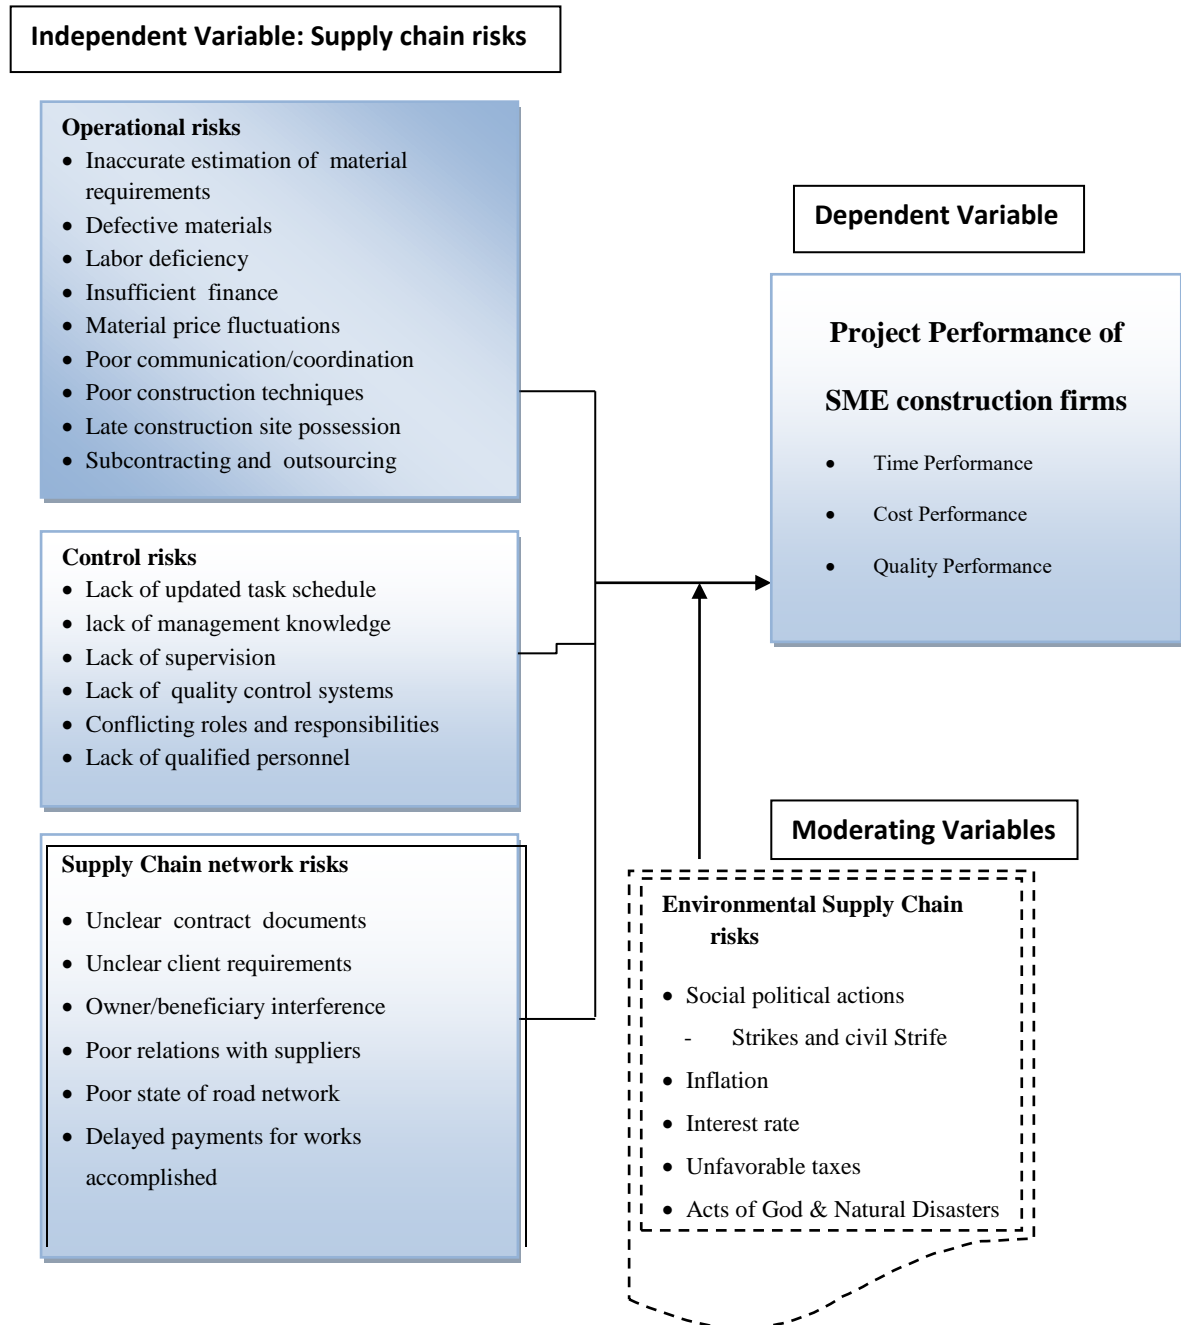 Independent Variable: Supply chain risks
Operational risks
• Inaccurate estimation of material
requirements
• Defective materials
• Labor deficiency
• Insufficient finance
• Material price fluctuations
• Poor communication/coordination
• Poor construction techniques
• Late construction site possession
• Subcontracting and outsourcing
Control risks
• Lack of updated task schedule
• lack of management knowledge
• Lack of supervision
• Lack of quality control systems
• Conflicting roles and responsibilities
• Lack of qualified personnel
Supply Chain network risks
• Unclear contract documents
• Unclear client requirements
• Owner/beneficiary interference
• Poor relations with suppliers
• Poor state of road network
• Delayed payments for works
accomplished
Dependent Variable
Project Performance of
SME construction firms
• Time Performance
• Cost Performance
• Quality Performance
Moderating Variables
Environmental Supply Chain
risks
• Social political actions
- Strikes and civil Strife
• Inflation
• Interest rate
• Unfavorable taxes
• Acts of God & Natural Disasters